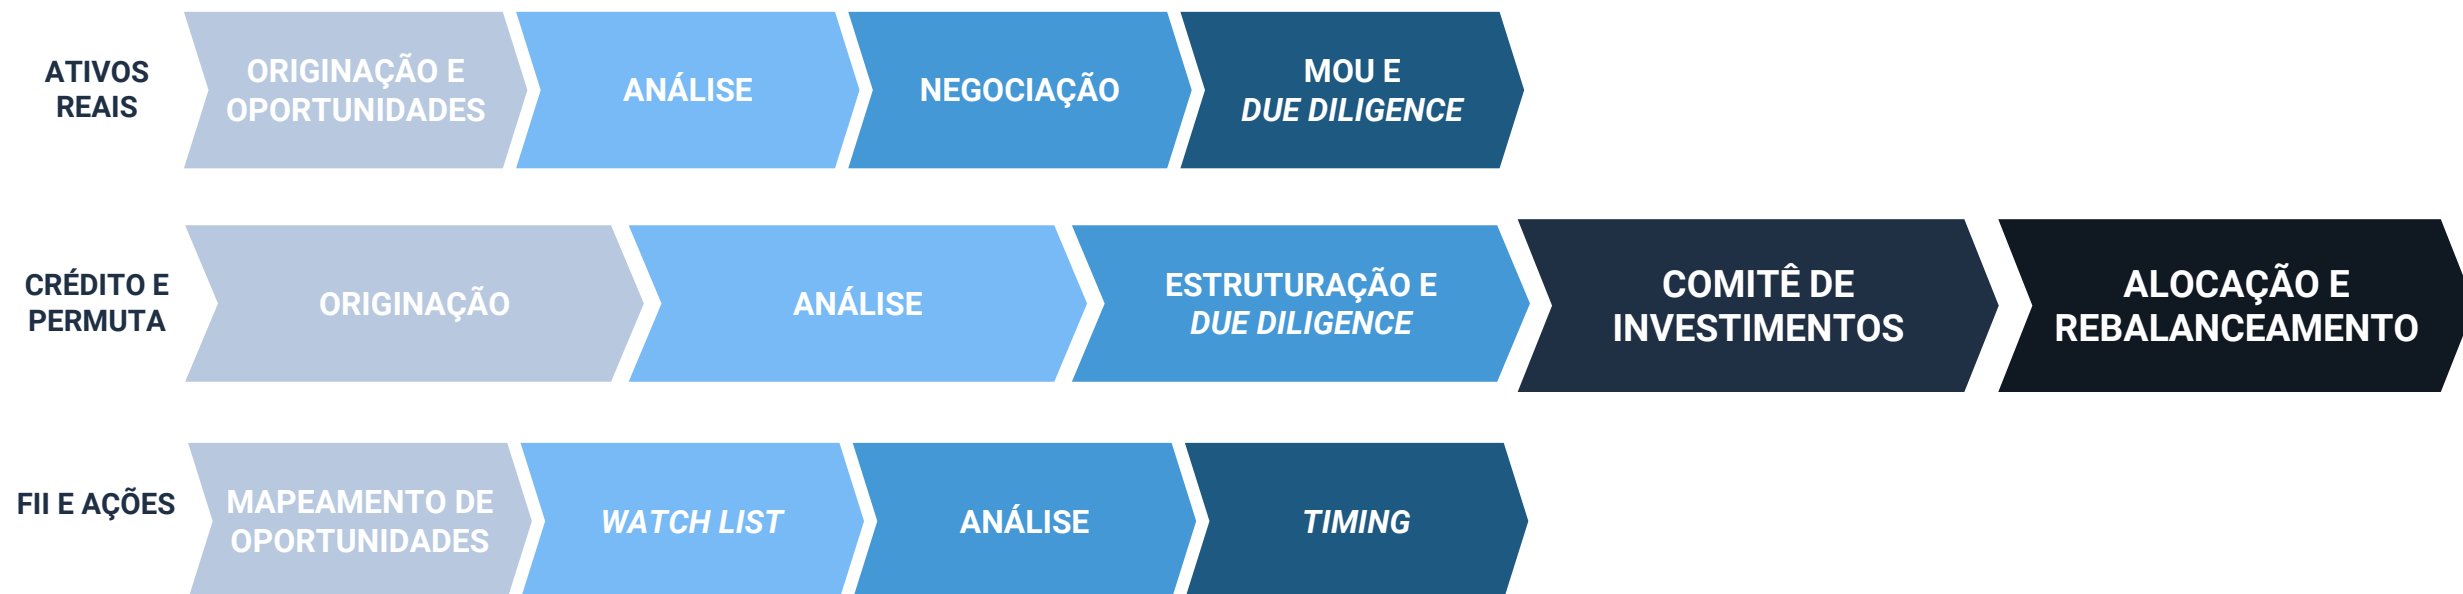 ATIVOS
REAIS
ORIGINAÇÃO E
OPORTUNIDADES
ANÁLISE
NEGOCIAÇÃO
MOU E
DUE DILIGENCE
CRÉDITO E
PERMUTA
ORIGINAÇÃO
ANÁLISE
ESTRUTURAÇÃO E
DUE DILIGENCE
COMITÊ DE
INVESTIMENTOS
ALOCAÇÃO E
REBALANCEAMENTO
FII E AÇÕES
MAPEAMENTO DE
OPORTUNIDADES
WATCH LIST
ANÁLISE
TIMING